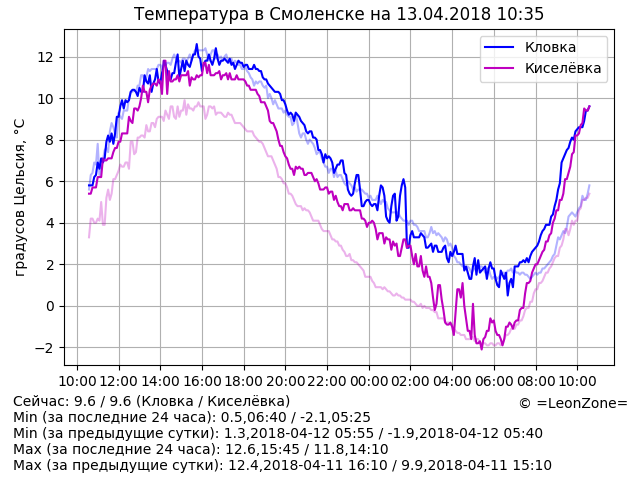 Температура в Смоленске на 13.04.2018 10:35
градусов Цельсия, °C
12
10
8
6
4
2
0
−2
Кловка
Киселёвка
10:00 12:00 14:00 16:00 18:00 20:00 22:00 00:00 02:00 04:00 06:00 08:00 10:00
Сейчас: 9.6 / 9.6 (Кловка / Киселёвка)
© =LeonZone=
Min (за последние 24 часа): 0.5,06:40 / -2.1,05:25
Min (за предыдущие сутки): 1.3,2018-04-12 05:55 / -1.9,2018-04-12 05:40
Max (за последние 24 часа): 12.6,15:45 / 11.8,14:10
Max (за предыдущие сутки): 12.4,2018-04-11 16:10 / 9.9,2018-04-11 15:10